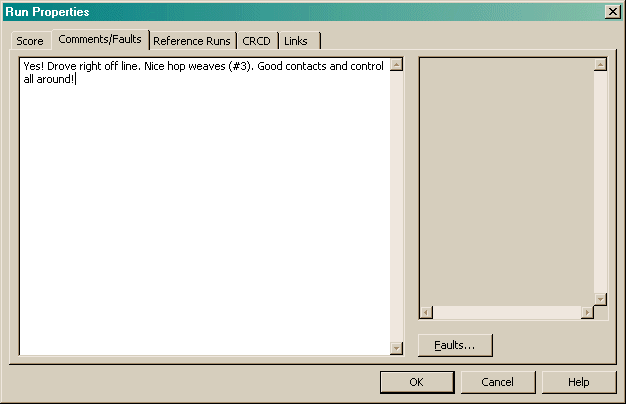 Run Properties
Score Comments/Faults Reference Runs CRCD Links
Yes! Drove right off line. Nice hop weaves (#3). Good contacts and control
all around!
Faults...
OK Cancel Help